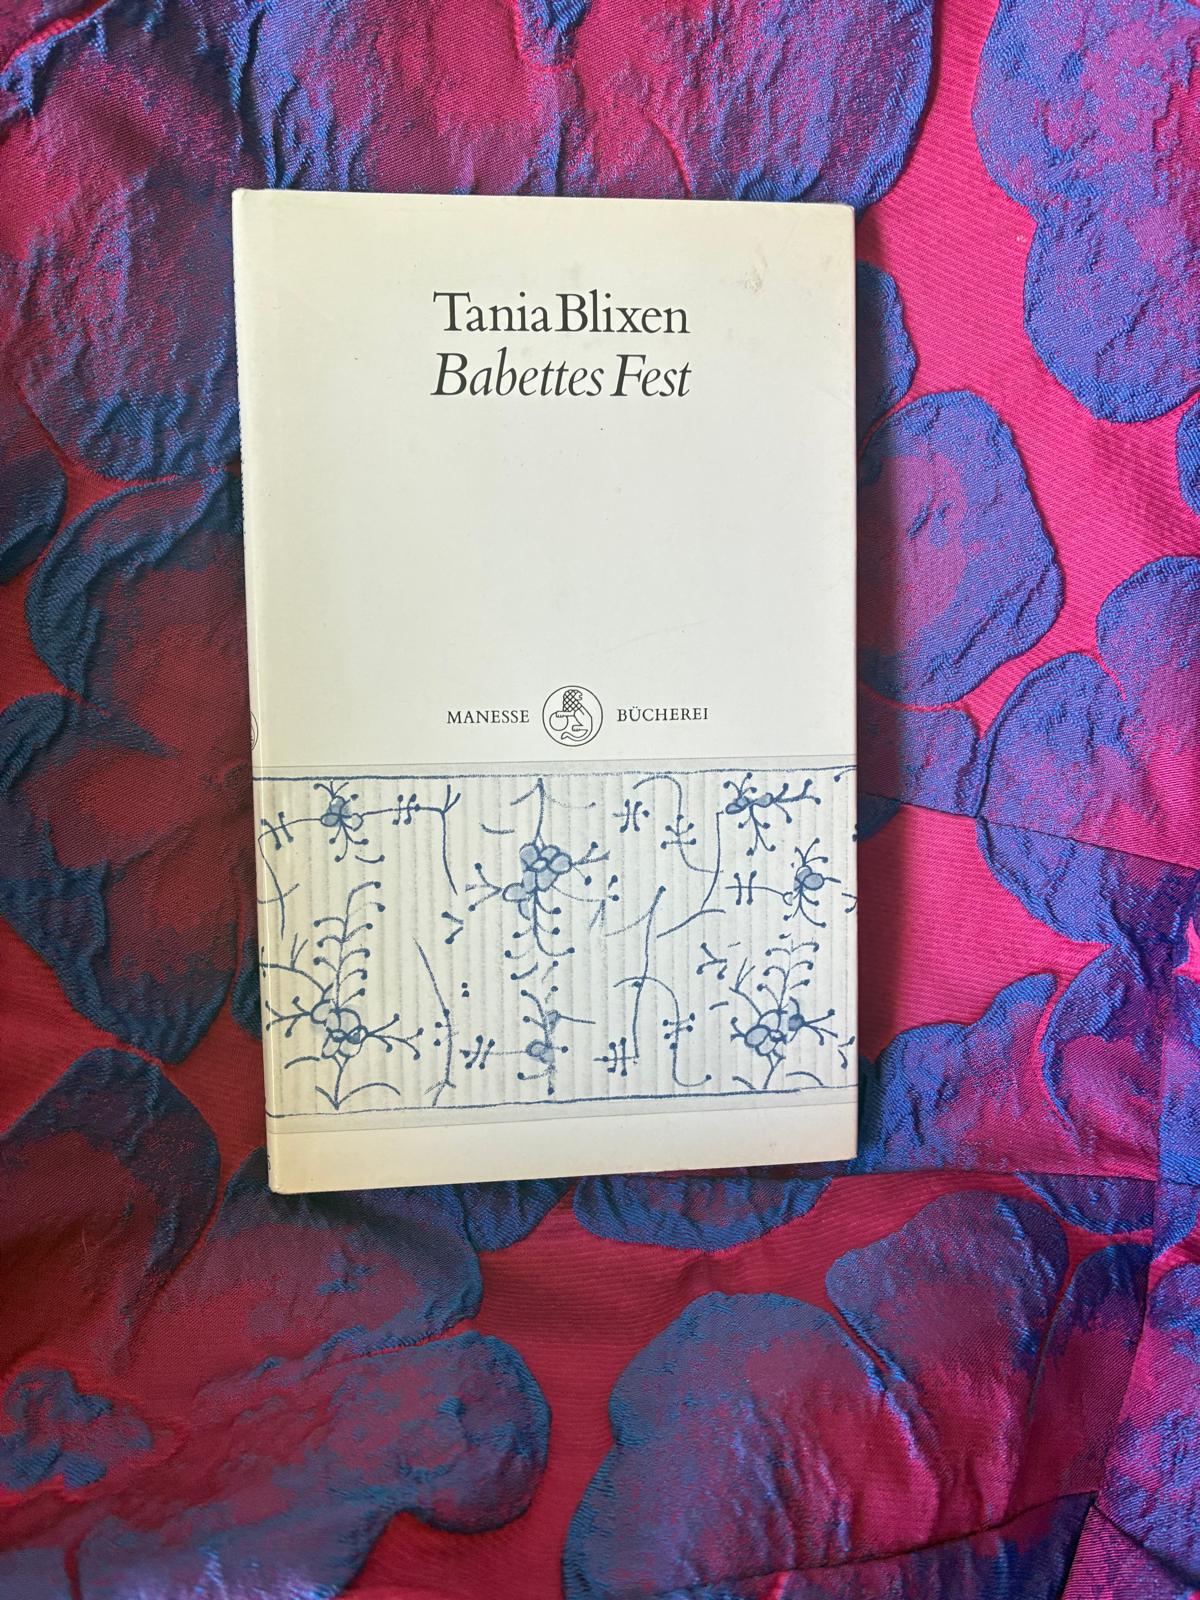 Tania Blixen
Babettes Fest
MANESSE BÜCHEREI